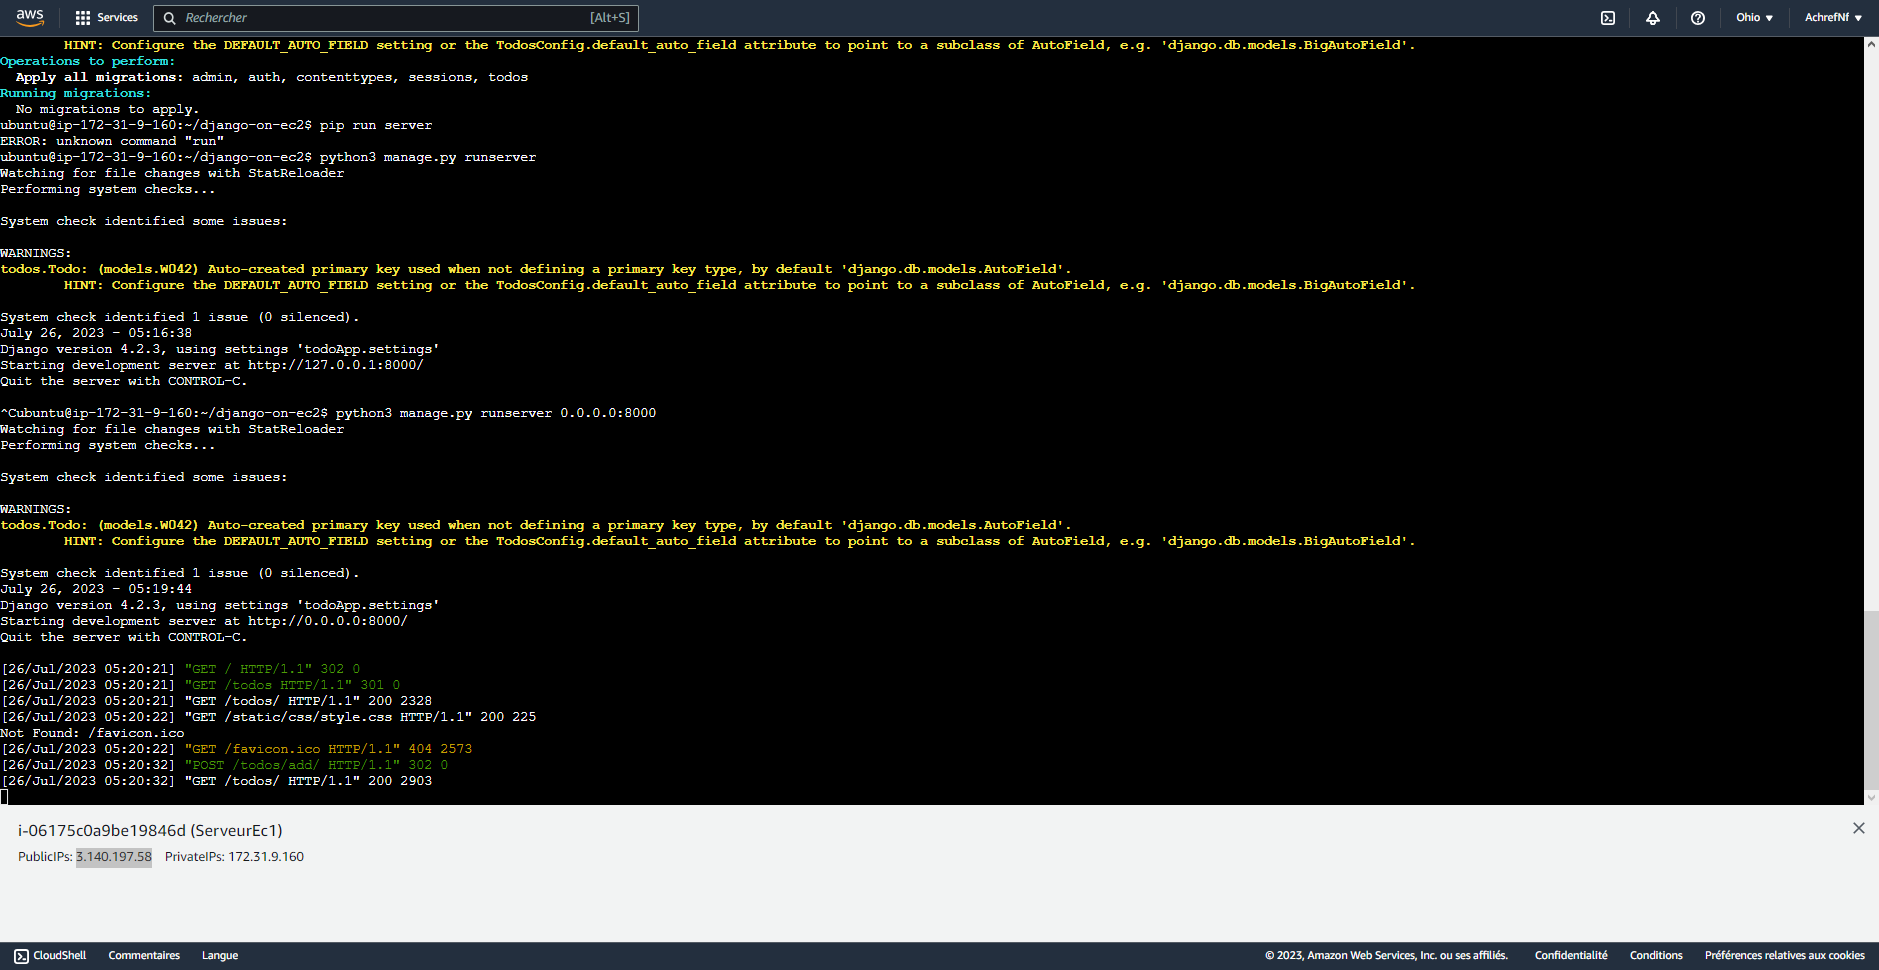 aws Services Rechercher [Alt+S] Ohio AchrefNf
HINT: Configure the DEFAULT_AUTO_FIELD setting or the TodosConfig.default_auto_field attribute to point to a subclass of AutoField, e.g. 'django.db.models.BigAutoField'.
Operations to perform:
Apply all migrations: admin, auth, contenttypes, sessions, todos
Running migrations:
No migrations to apply.
ubuntu@ip-172-31-9-160:~/django-on-ec2$ pip run server
ERROR: unknown command "run"
ubuntu@ip-172-31-9-160:~/django-on-ec2$ python3 manage.py runserver
Watching for file changes with StatReloader
Performing system checks...
System check identified some issues:
WARNINGS:
todos.Todo: (models.W042) Auto-created primary key used when not defining a primary key type, by default 'django.db.models.AutoField'.
HINT: Configure the DEFAULT_AUTO_FIELD setting or the TodosConfig.default_auto_field attribute to point to a subclass of AutoField, e.g. 'django.db.models.BigAutoField'.
System check identified 1 issue (0 silenced).
July 26, 2023 - 05:16:38
Django version 4.2.3, using settings 'todoApp.settings'
Starting development server at http://127.0.0.1:8000/
Quit the server with CONTROL-C.
^Cubuntu@ip-172-31-9-160:~/django-on-ec2$ python3 manage.py runserver 0.0.0.0:8000
Watching for file changes with StatReloader
Performing system checks...
System check identified some issues:
WARNINGS:
todos.Todo: (models.W042) Auto-created primary key used when not defining a primary key type, by default 'django.db.models.AutoField'.
HINT: Configure the DEFAULT_AUTO_FIELD setting or the TodosConfig.default_auto_field attribute to point to a subclass of AutoField, e.g. 'django.db.models.BigAutoField'.
System check identified 1 issue (0 silenced).
July 26, 2023 - 05:19:44
Django version 4.2.3, using settings 'todoApp.settings'
Starting development server at http://0.0.0.0:8000/
Quit the server with CONTROL-C.
[26/Jul/2023 05:20:21] "GET / HTTP/1.1" 302 0
[26/Jul/2023 05:20:21] "GET /todos HTTP/1.1" 301 0
[26/Jul/2023 05:20:21] "GET /todos/ HTTP/1.1" 200 2328
[26/Jul/2023 05:20:22] "GET /static/css/style.css HTTP/1.1" 200 225
Not Found: /favicon.ico
[26/Jul/2023 05:20:22] "GET /favicon.ico HTTP/1.1" 404 2573
[26/Jul/2023 05:20:32] "POST /todos/add/ HTTP/1.1" 302 0
[26/Jul/2023 05:20:32] "GET /todos/ HTTP/1.1" 200 2903
i-06175c0a9be19846d (ServeurEc1)
PublicIPs: 3.140.197.58 PrivateIPs: 172.31.9.160
CloudShell Commentaires Langue © 2023, Amazon Web Services, Inc. ou ses affiliés. Confidentialité Conditions Préférences relatives aux cookies